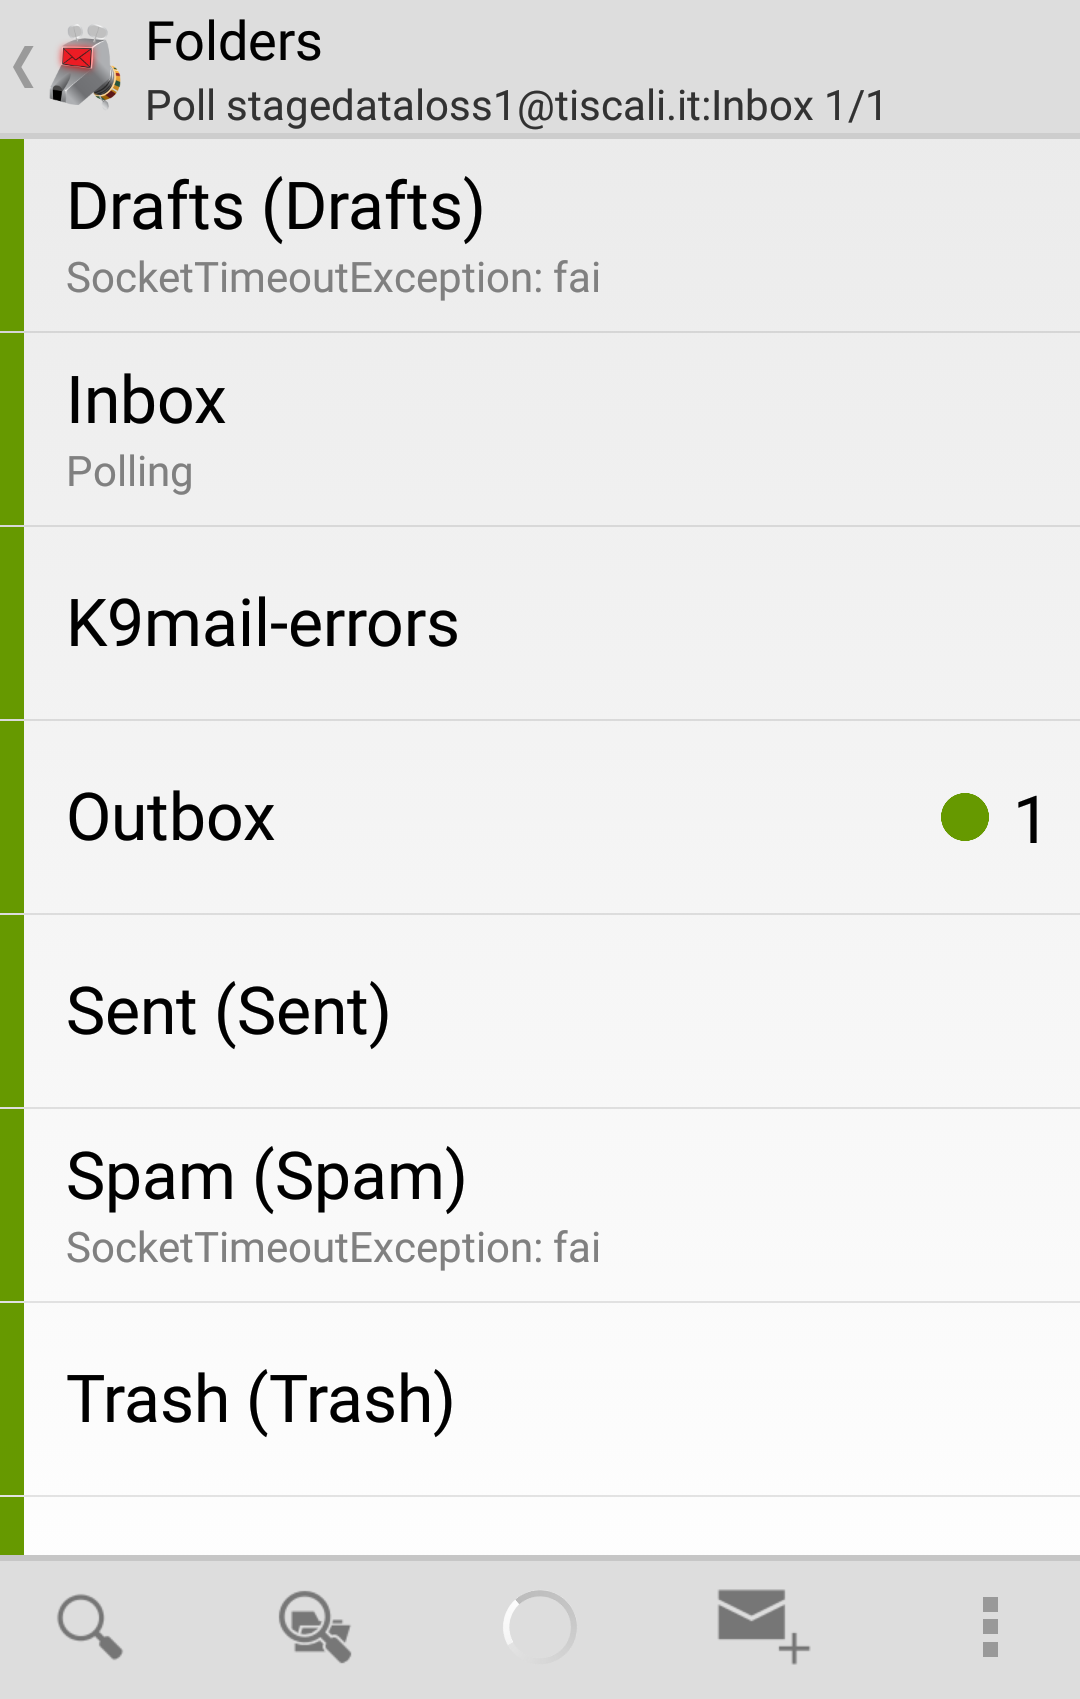 Folders
Poll stagedataloss1@tiscali.it:Inbox 1/1
Drafts (Drafts)
SocketTimeoutException: fai
Inbox
Polling
K9mail-errors
Outbox 1
Sent (Sent)
Spam (Spam)
SocketTimeoutException: fai
Trash (Trash)